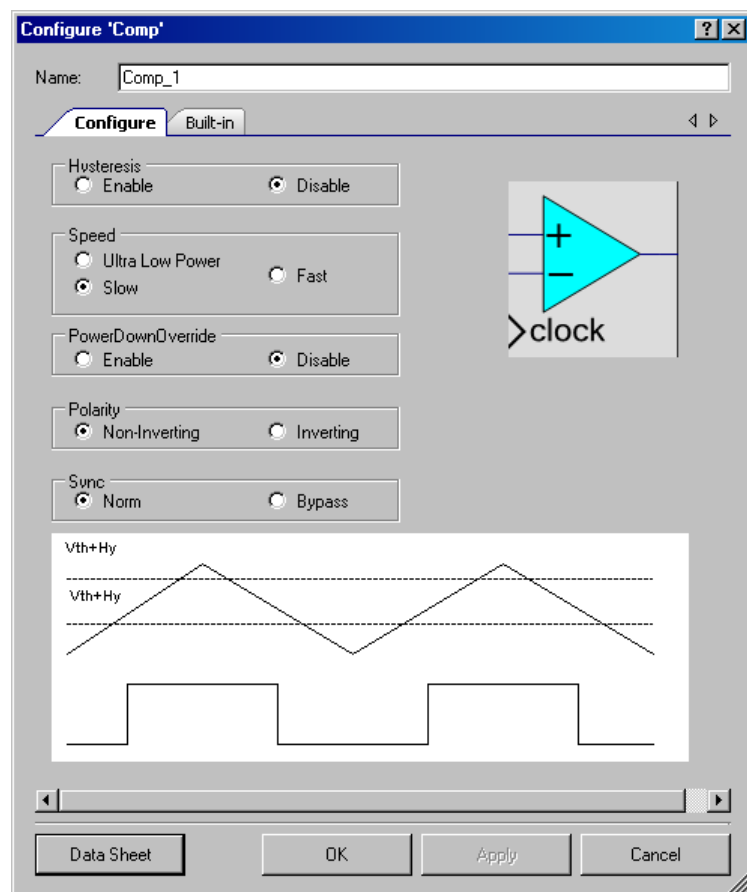 Configure 'Comp'
Name: Comp_1
Configure Built-in
Hysteresis
Enable Disable
Speed
Ultra Low Power
Slow
Fast
PowerDownOverride
Enable Disable
Polarity
Non-Inverting Inverting
Sync
Norm Bypass
+
−
clock
Vth+Hy
Vth+Hy
Data Sheet OK Apply Cancel